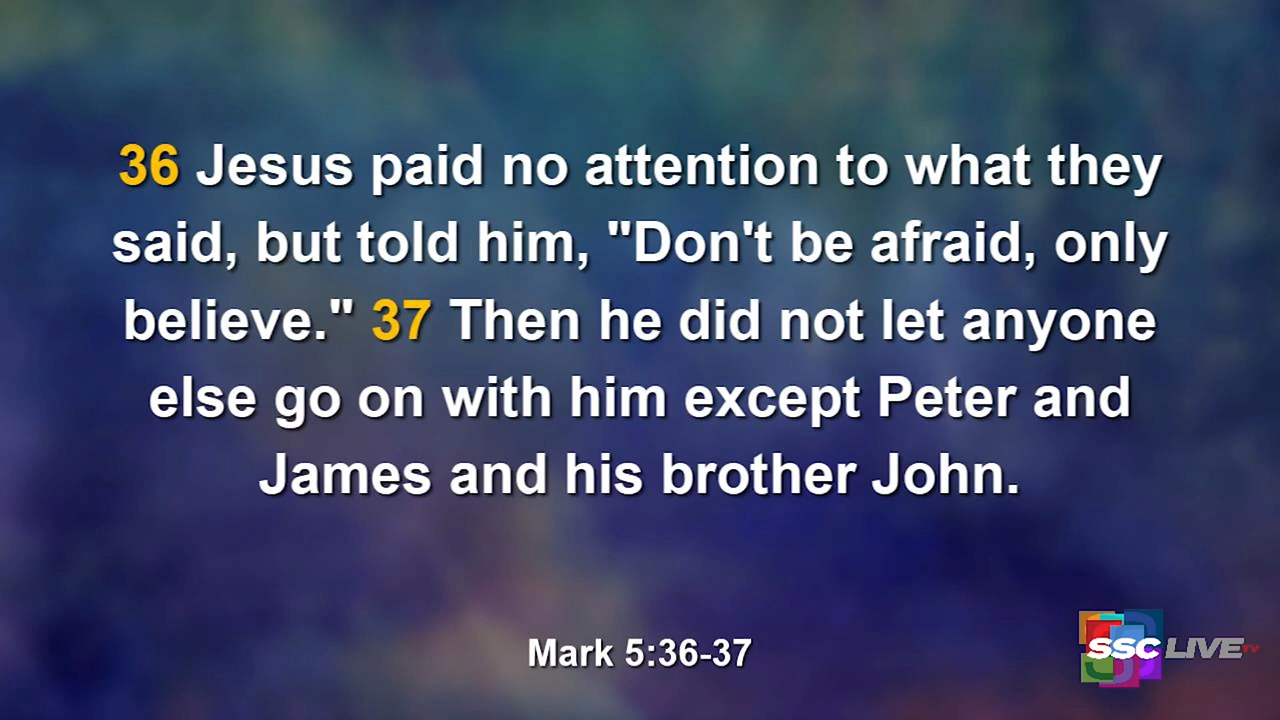 36 Jesus paid no attention to what they
said, but told him, "Don't be afraid, only
believe." 37 Then he did not let anyone
else go on with him except Peter and
James and his brother John.
Mark 5:36-37
SSC LIVE TV